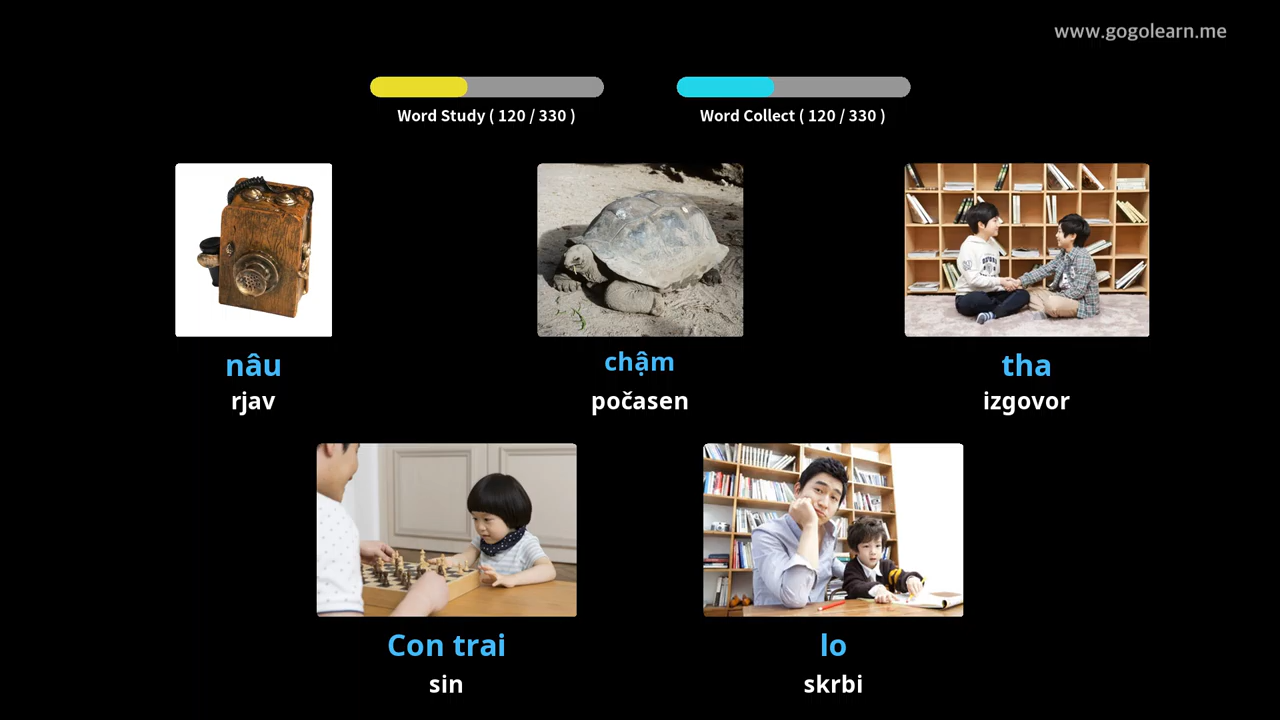 www.gogolearn.me
Word Study ( 120 / 330 )
Word Collect ( 120 / 330 )
nâu
rjav
chậm
počasen
tha
izgovor
Con trai
sin
lo
skrbi